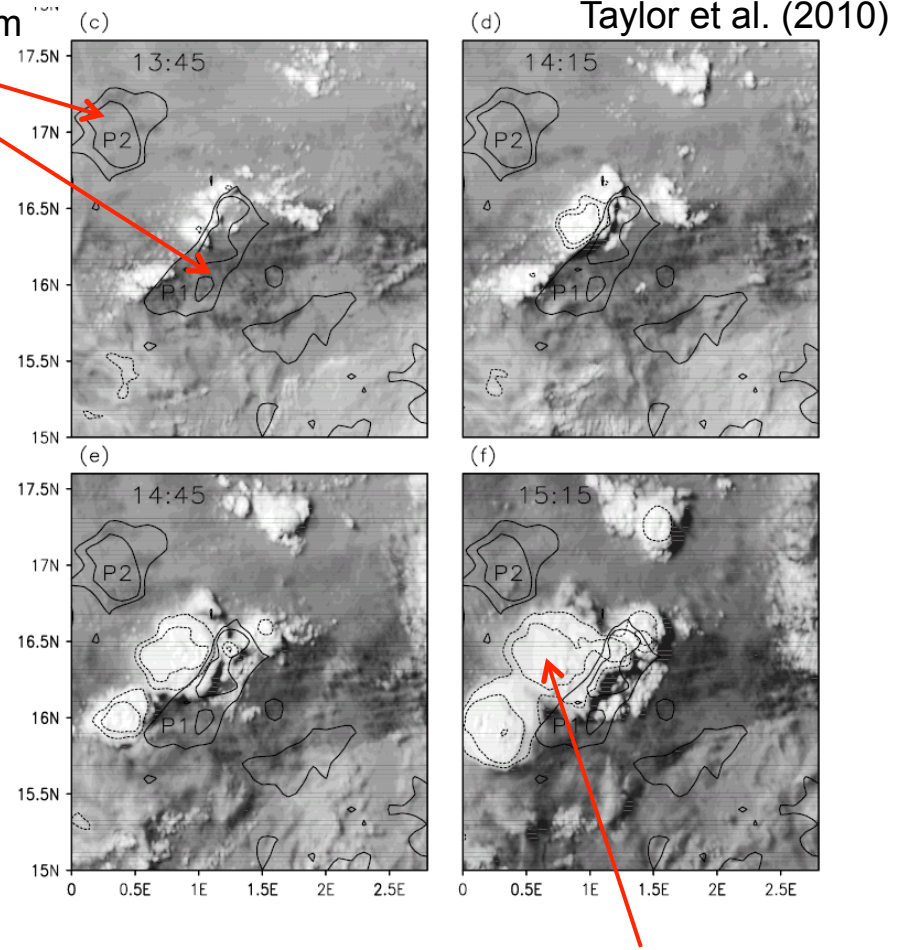 m
Taylor et al. (2010)
(c)
(d)
17.5N
13:45
14:15
17N
P2
P2
16.5N
16N
P1
P1
15.5N
15N
(e)
(f)
17.5N
14:45
15:15
17N
P2
P2
16.5N
16N
P1
P
15.5N
15N
0 0.5E 1E 1.5E 2E 2.5E
0 0.5E 1E 1.5E 2E 2.5E